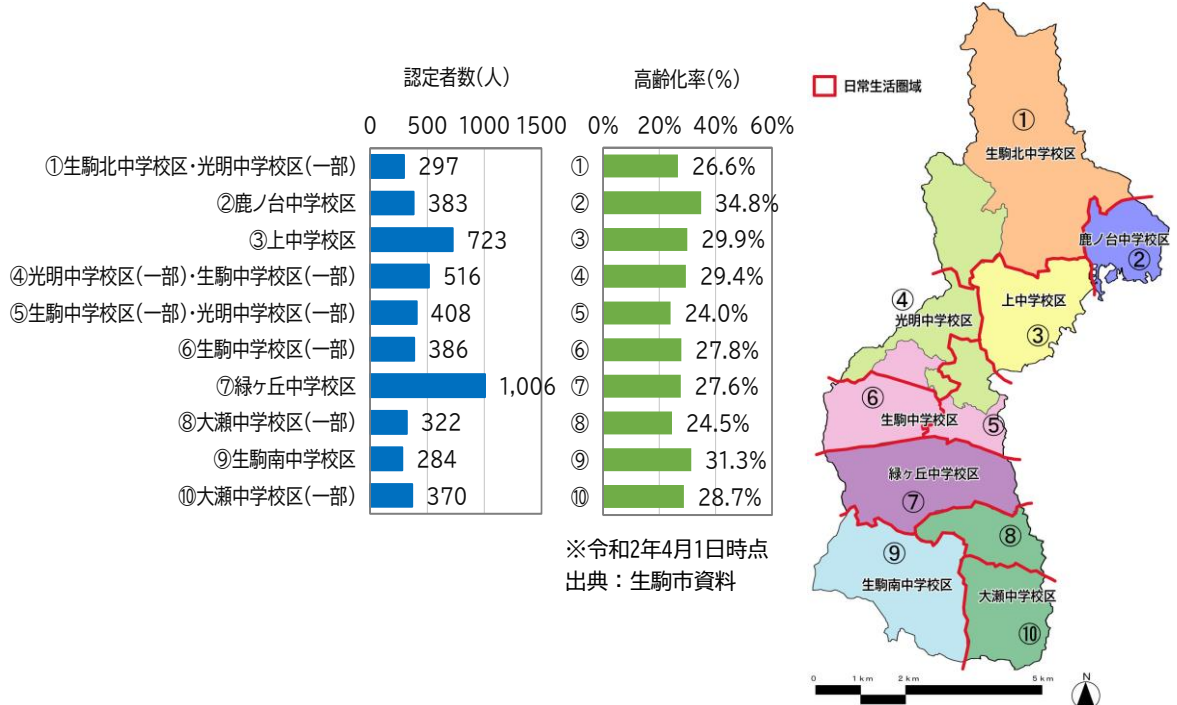 認定者数(人)
0 500 1000 1500
①生駒北中学校区・光明中学校区(一部) 297
②鹿ノ台中学校区 383
③上中学校区 723
④光明中学校区(一部)・生駒中学校区(一部) 516
⑤生駒中学校区(一部)・光明中学校区(一部) 408
⑥生駒中学校区(一部) 386
⑦緑ヶ丘中学校区 1,006
⑧大瀬中学校区(一部) 322
⑨生駒南中学校区 284
⑩大瀬中学校区(一部) 370
高齢化率(%)
0% 20% 40% 60%
① 26.6%
② 34.8%
③ 29.9%
④ 29.4%
⑤ 24.0%
⑥ 27.8%
⑦ 27.6%
⑧ 24.5%
⑨ 31.3%
⑩ 28.7%
※令和2年4月1日時点
出典：生駒市資料
日常生活圏域
①
生駒北中学校区
鹿ノ台中学校区
②
上中学校区
③
④
光明中学校区
⑥
生駒中学校区
⑤
緑ヶ丘中学校区
⑦
⑧
⑨
生駒南中学校区
大瀬中学校区
⑩
0 1km 2km 5km
N